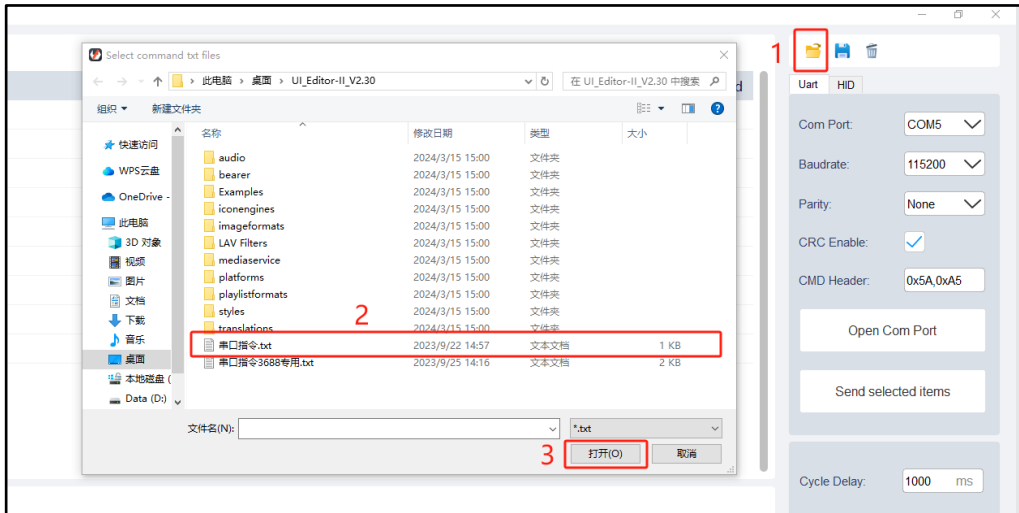 Select command txt files
1
此电脑 › 桌面 › UI_Editor-II_V2.30
在 UI_Editor-II_V2.30 中搜索
d
Uart HID
组织 新建文件夹
名称 修改日期 类型 大小
快速访问
WPS云盘
OneDrive -
此电脑
3D 对象
视频
图片
文档
下载
音乐
桌面
本地磁盘 (
Data (D:)
audio 2024/3/15 15:00 文件夹
bearer 2024/3/15 15:00 文件夹
Examples 2024/3/15 15:00 文件夹
iconengines 2024/3/15 15:00 文件夹
imageformats 2024/3/15 15:00 文件夹
LAV Filters 2024/3/15 15:00 文件夹
mediaservice 2024/3/15 15:00 文件夹
platforms 2024/3/15 15:00 文件夹
playlistformats 2024/3/15 15:00 文件夹
styles 2024/3/15 15:00 文件夹
2
translations 2024/3/15 15:00 文件夹
串口指令.txt 2023/9/22 14:57 文本文档 1 KB
串口指令3688专用.txt 2023/9/25 14:16 文本文档 2 KB
文件名(N): *.txt
3
打开(O) 取消
Com Port: COM5
Baudrate: 115200
Parity: None
CRC Enable:
CMD Header: 0x5A,0xA5
Open Com Port
Send selected items
Cycle Delay: 1000 ms